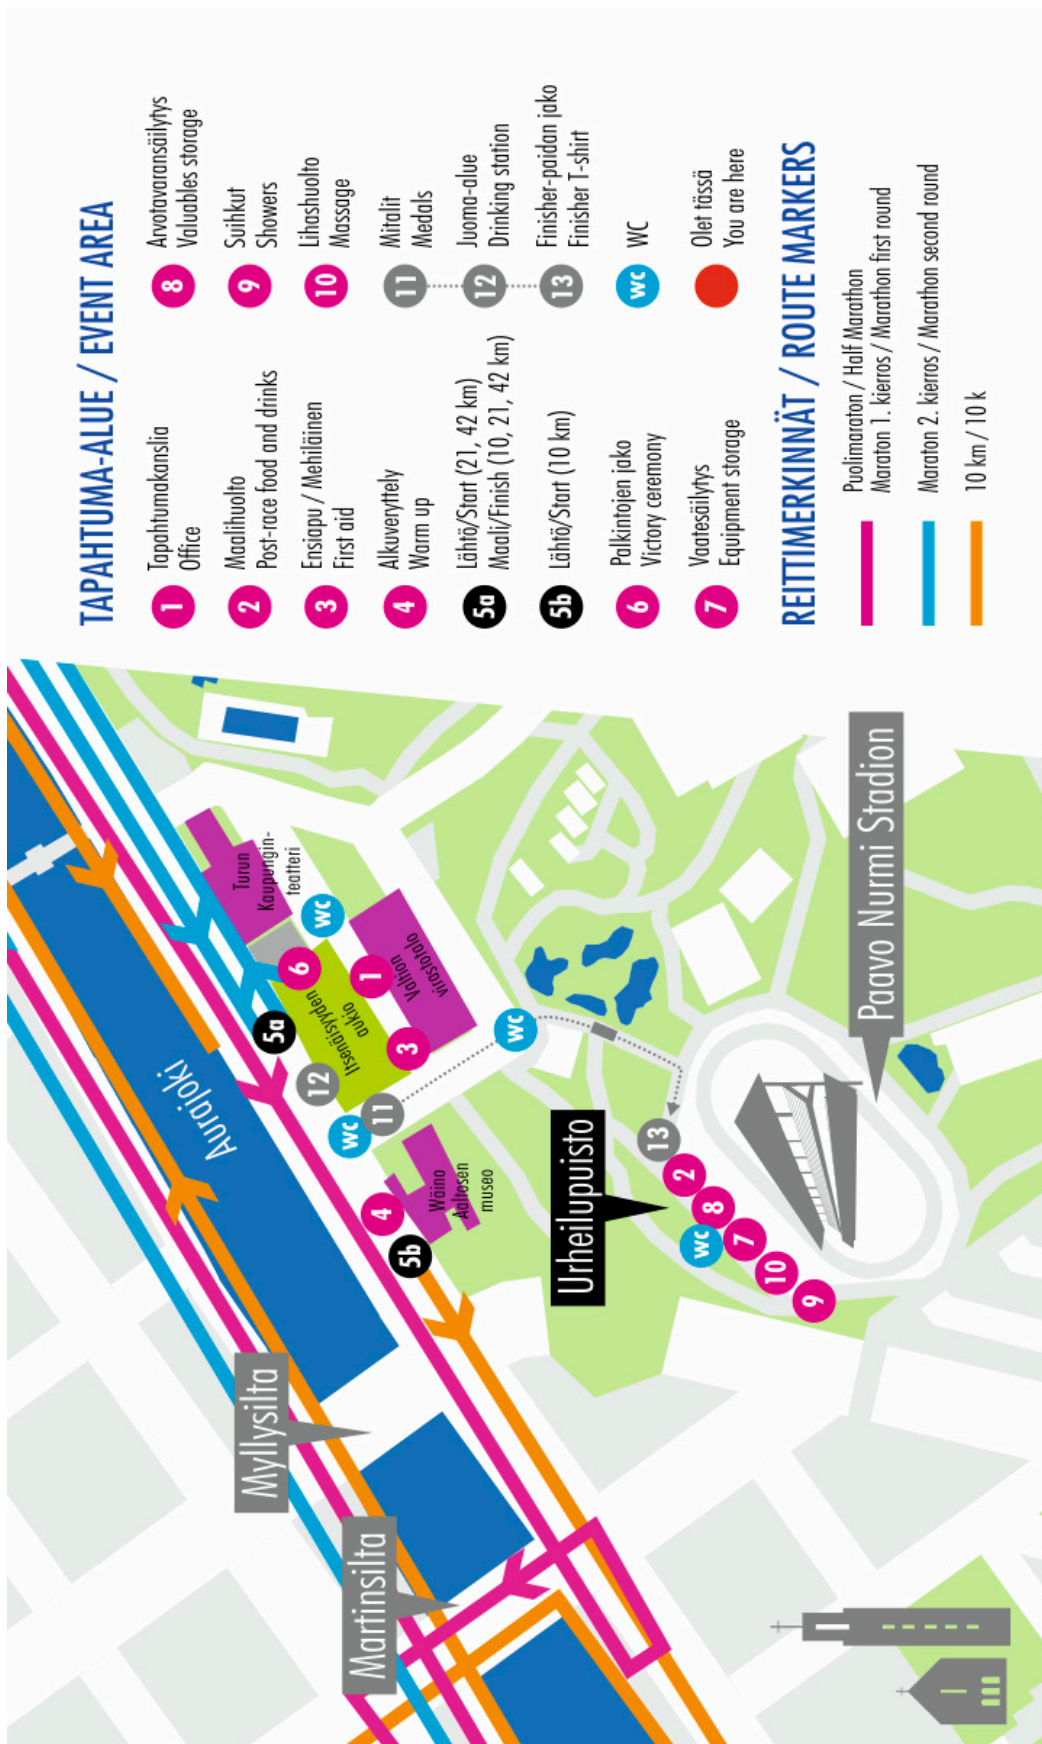 TAPAHTUMA-ALUE / EVENT AREA
1
Tapahtumakanslia
Office
2
Maalihuolto
Post-race food and drinks
3
Ensiapu / Mehiläinen
First aid
4
Alkuveryttely
Warm up
5a
Lähtö/Start (21, 42 km)
Maali/Finish (10, 21, 42 km)
5b
Lähtö/Start (10 km)
6
Palkintojen jako
Victory ceremony
7
Vaatesäilytys
Equipment storage
8
Arvotavaransäilytys
Valuables storage
9
Suihkut
Showers
10
Lihashuolto
Massage
11
Mitalit
Medals
12
Juoma-alue
Drinking station
13
Finisher-paidan jako
Finisher T-shirt
WC
WC
Olet tässä
You are here
REITTIMERKINNÄT / ROUTE MARKERS
Puolimaraton / Half Marathon
Maraton 1. kierros / Marathon first round
Maraton 2. kierros / Marathon second round
10 km / 10 k
Turun
Kaupungin-
teatteri
WC
6
1
Valtion
virastotalo
Itsenäisyyden
aukio
5a
3
12
11
WC
WC
Aurajoki
4
5b
Wäinö
Aaltosen
museo
Urheilupuisto
13
2
8
WC
7
10
9
Paavo Nurmi Stadion
Myllysilta
Martinsilta